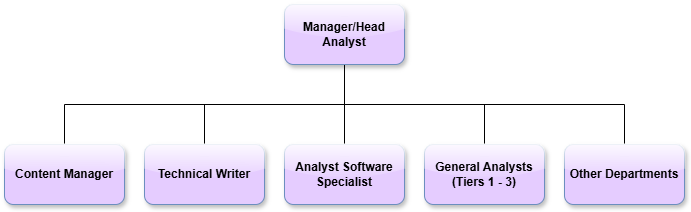 Manager/Head
Analyst
Content Manager
Technical Writer
Analyst Software
Specialist
General Analysts
(Tiers 1 - 3)
Other Departments